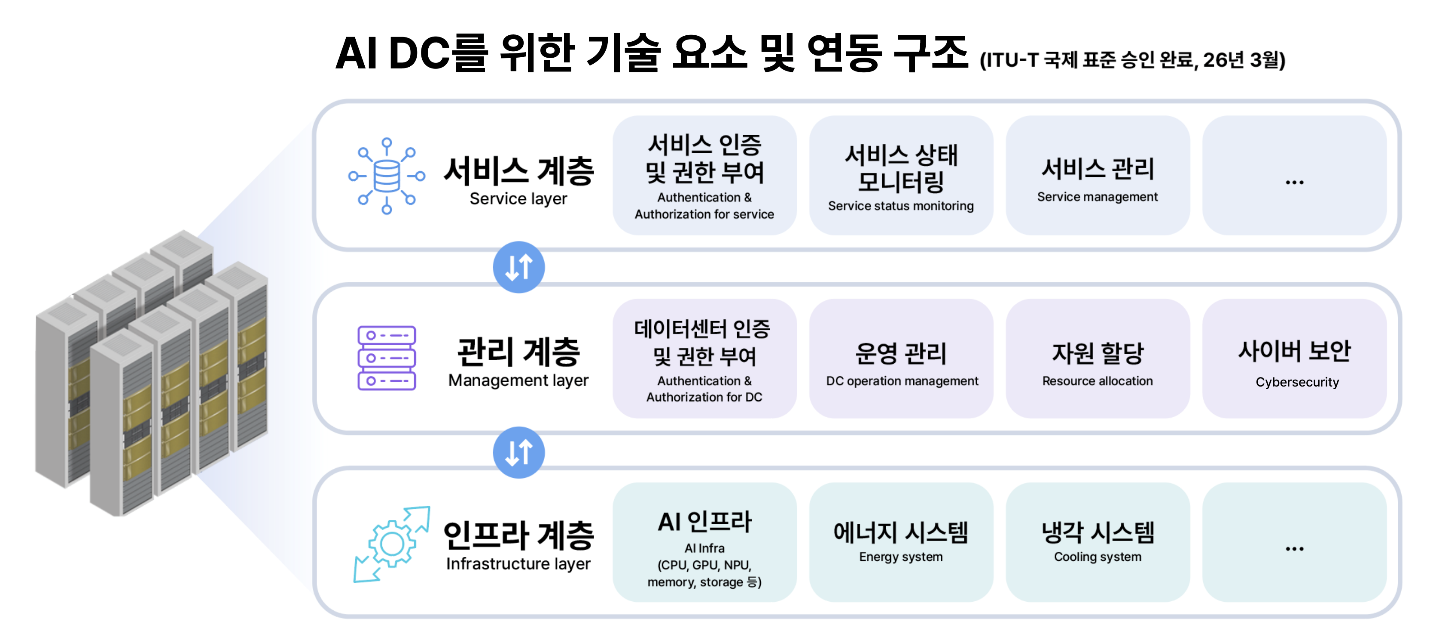 AI DC를 위한 기술 요소 및 연동 구조 (ITU-T 국제 표준 승인 완료, 26년 3월)
서비스 계층
Service layer
서비스 인증
및 권한 부여
Authentication &
Authorization for service
서비스 상태
모니터링
Service status monitoring
서비스 관리
Service management
...
관리 계층
Management layer
데이터센터 인증
및 권한 부여
Authentication &
Authorization for DC
운영 관리
DC operation management
자원 할당
Resource allocation
사이버 보안
Cybersecurity
인프라 계층
Infrastructure layer
AI 인프라
AI Infra
(CPU, GPU, NPU,
memory, storage 등)
에너지 시스템
Energy system
냉각 시스템
Cooling system
...